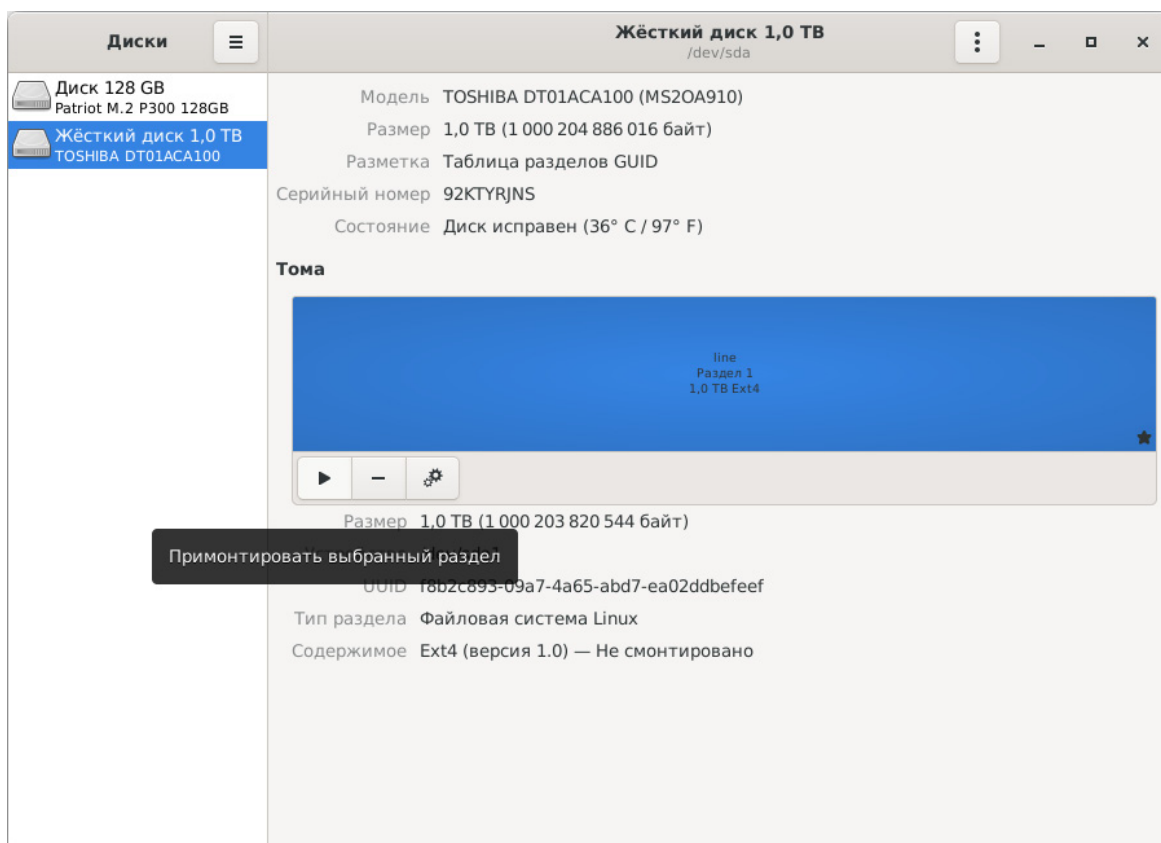 Диски
Жёсткий диск 1,0 TB
/dev/sda
Диск 128 GB
Patriot M.2 P300 128GB
Жёсткий диск 1,0 TB
TOSHIBA DT01ACA100
Модель TOSHIBA DT01ACA100 (MS2OA910)
Размер 1,0 TB (1 000 204 886 016 байт)
Разметка Таблица разделов GUID
Серийный номер 92KTYRJNS
Состояние Диск исправен (36° C / 97° F)
Тома
line
Раздел 1
1,0 TB Ext4
Размер 1,0 TB (1 000 203 820 544 байт)
Примонтировать выбранный раздел
UUID f8b2c893-09a7-4a65-abd7-ea02ddbefeef
Тип раздела Файловая система Linux
Содержимое Ext4 (версия 1.0) — Не смонтировано